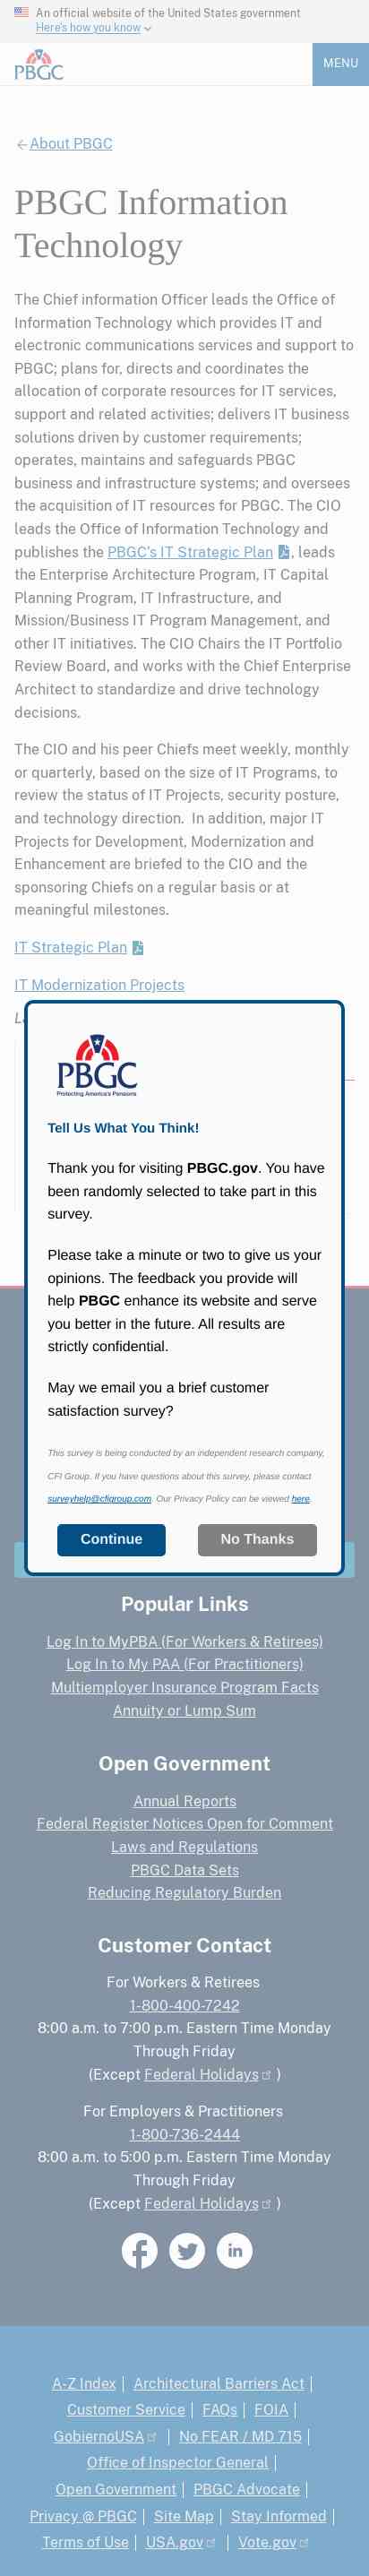 An official website of the United States government
Here's how you know
PBGC
MENU
About PBGC
PBGC Information
Technology
The Chief information Officer leads the Office of
Information Technology which provides IT and
electronic communications services and support to
PBGC; plans for, directs and coordinates the
allocation of corporate resources for IT services,
support and related activities; delivers IT business
solutions driven by customer requirements;
operates, maintains and safeguards PBGC
business and infrastructure systems; and oversees
the acquisition of IT resources for PBGC. The CIO
leads the Office of Information Technology and
publishes the PBGC's IT Strategic Plan, leads
the Enterprise Architecture Program, IT Capital
Planning Program, IT Infrastructure, and
Mission/Business IT Program Management, and
other IT initiatives. The CIO Chairs the IT Portfolio
Review Board, and works with the Chief Enterprise
Architect to standardize and drive technology
decisions.
The CIO and his peer Chiefs meet weekly, monthly
or quarterly, based on the size of IT Programs, to
review the status of IT Projects, security posture,
and technology direction.  In addition, major IT
Projects for Development, Modernization and
Enhancement are briefed to the CIO and the
sponsoring Chiefs on a regular basis or at
meaningful milestones.
IT Strategic Plan
IT Modernization Projects
PBGC
Protecting America's Pensions
Tell Us What You Think!
Thank you for visiting PBGC.gov. You have
been randomly selected to take part in this
survey.
Please take a minute or two to give us your
opinions. The feedback you provide will
help PBGC enhance its website and serve
you better in the future. All results are
strictly confidential.
May we email you a brief customer
satisfaction survey?
This survey is being conducted by an independent research company,
CFI Group. If you have questions about this survey, please contact
surveyhelp@cfigroup.com. Our Privacy Policy can be viewed here.
Continue
No Thanks
Popular Links
Log In to MyPBA (For Workers & Retirees)
Log In to My PAA (For Practitioners)
Multiemployer Insurance Program Facts
Annuity or Lump Sum
Open Government
Annual Reports
Federal Register Notices Open for Comment
Laws and Regulations
PBGC Data Sets
Reducing Regulatory Burden
Customer Contact
For Workers & Retirees
1-800-400-7242
8:00 a.m. to 7:00 p.m. Eastern Time Monday
Through Friday
(Except Federal Holidays )
For Employers & Practitioners
1-800-736-2444
8:00 a.m. to 5:00 p.m. Eastern Time Monday
Through Friday
(Except Federal Holidays )
A-Z Index | Architectural Barriers Act |
Customer Service | FAQs | FOIA |
GobiernoUSA | No FEAR / MD 715 |
Office of Inspector General |
Open Government | PBGC Advocate |
Privacy @ PBGC | Site Map | Stay Informed |
Terms of Use | USA.gov | Vote.gov